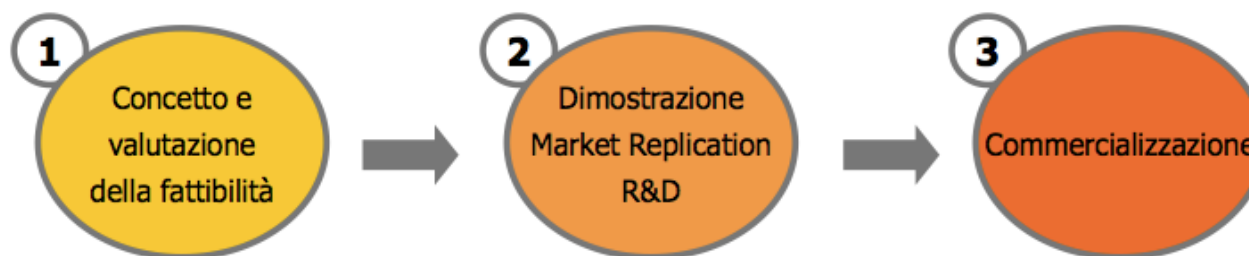 1
Concetto e
valutazione
della fattibilità
2
Dimostrazione
Market Replication
R&D
3
Commercializzazione